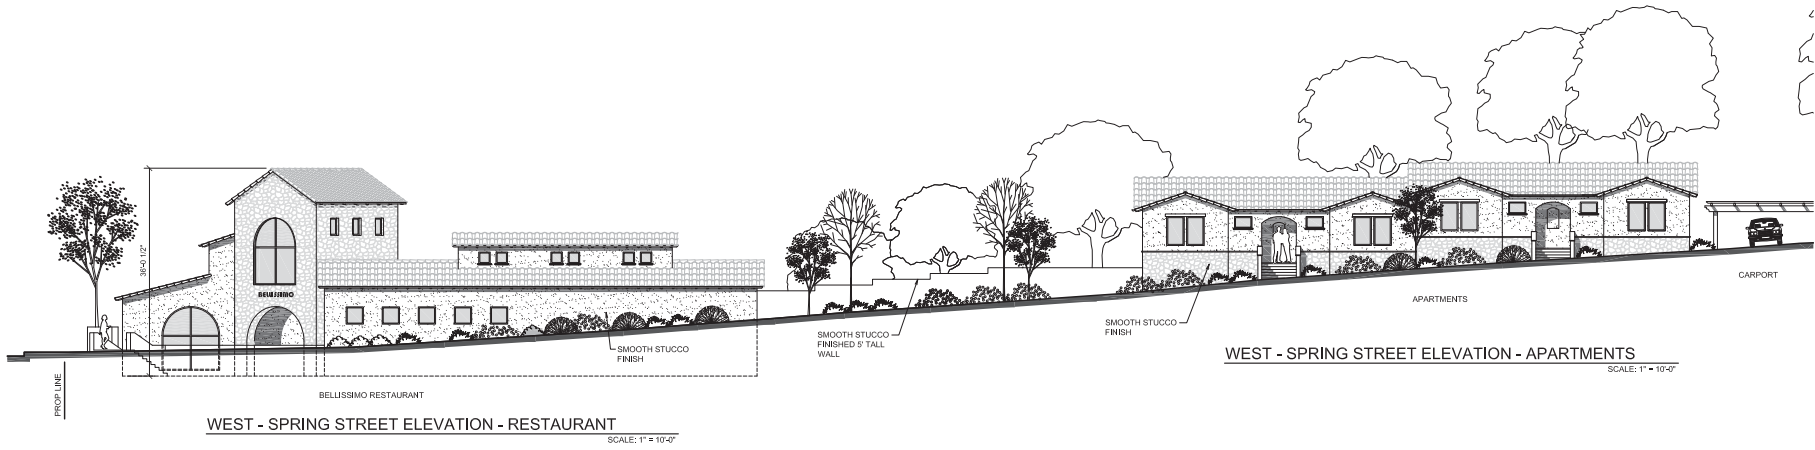 36'-0 1/2"
BELLISSIMO
SMOOTH STUCCO
FINISH
PROP LINE
BELLISSIMO RESTAURANT
WEST - SPRING STREET ELEVATION - RESTAURANT
SCALE: 1" = 10'-0"
SMOOTH STUCCO
FINISHED 5' TALL
WALL
SMOOTH STUCCO
FINISH
APARTMENTS
CARPORT
WEST - SPRING STREET ELEVATION - APARTMENTS
SCALE: 1" = 10'-0"